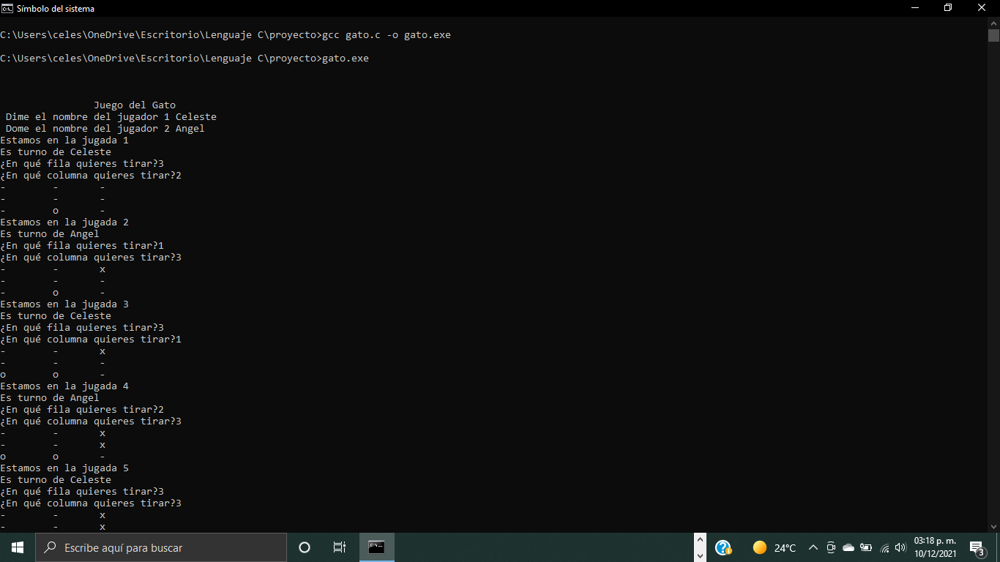 Símbolo del sistema
C:\Users\celes\OneDrive\Escritorio\Lenguaje C\proyecto>gcc gato.c -o gato.exe
C:\Users\celes\OneDrive\Escritorio\Lenguaje C\proyecto>gato.exe
Juego del Gato
Dime el nombre del jugador 1 Celeste
Dome el nombre del jugador 2 Angel
Estamos en la jugada 1
Es turno de Celeste
¿En qué fila quieres tirar?3
¿En qué columna quieres tirar?2
- - -
- - -
- o -
Estamos en la jugada 2
Es turno de Angel
¿En qué fila quieres tirar?1
¿En qué columna quieres tirar?3
- - x
- - -
- o -
Estamos en la jugada 3
Es turno de Celeste
¿En qué fila quieres tirar?3
¿En qué columna quieres tirar?1
- - x
- - -
o o -
Estamos en la jugada 4
Es turno de Angel
¿En qué fila quieres tirar?2
¿En qué columna quieres tirar?3
- - x
- - x
o o -
Estamos en la jugada 5
Es turno de Celeste
¿En qué fila quieres tirar?3
¿En qué columna quieres tirar?3
- - x
- - x
Escribe aquí para buscar
24°C
03:18 p. m.
10/12/2021
3